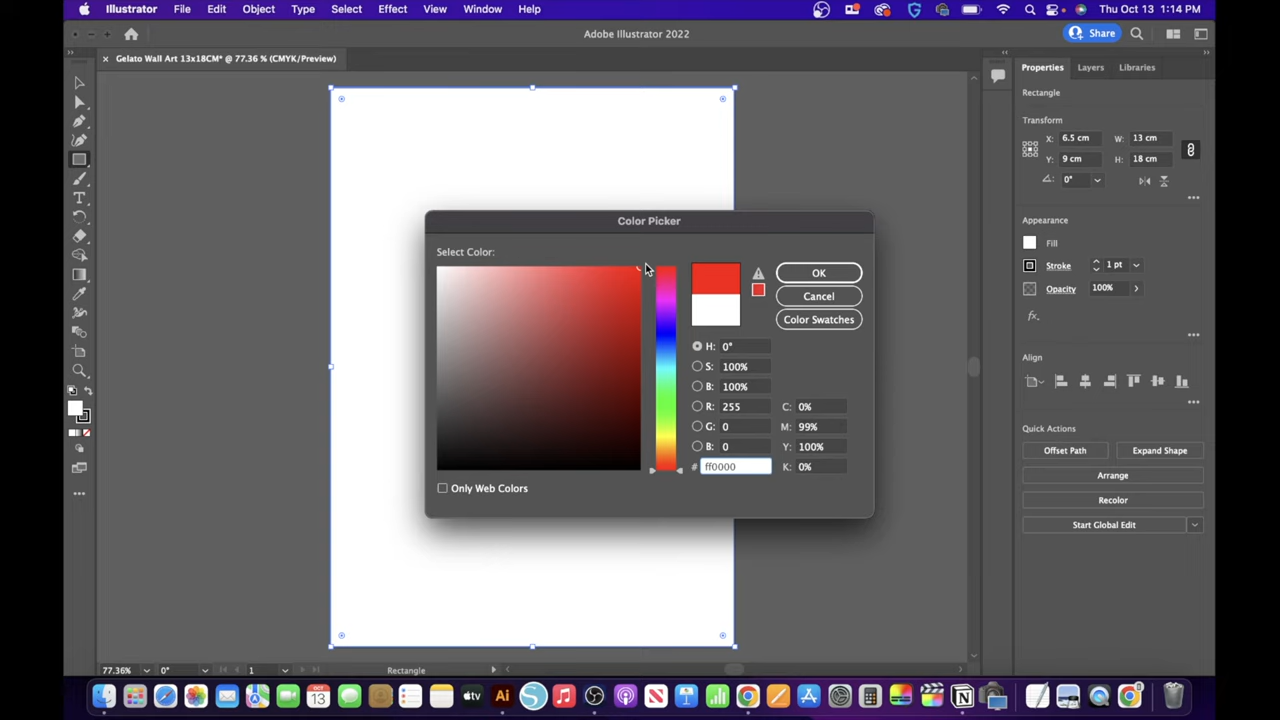 Illustrator File Edit Object Type Select Effect View Window Help Thu Oct 13 1:14 PM
Adobe Illustrator 2022 Share
× Gelato Wall Art 13x18CM* @ 77.36 % (CMYK/Preview)
Properties Layers Libraries
Rectangle
Transform
X: 6.5 cm W: 13 cm
Y: 9 cm H: 18 cm
0°
Appearance
Fill
Stroke 1 pt
Opacity 100%
fx.
Align
Quick Actions
Offset Path Expand Shape
Arrange
Recolor
Start Global Edit
Color Picker
Select Color:
OK
Cancel
Color Swatches
H: 0°
S: 100%
B: 100%
R: 255 C: 0%
G: 0 M: 99%
B: 0 Y: 100%
# ff0000 K: 0%
Only Web Colors
77.36% 0° 1 Rectangle
OCT
13
tv
Ai